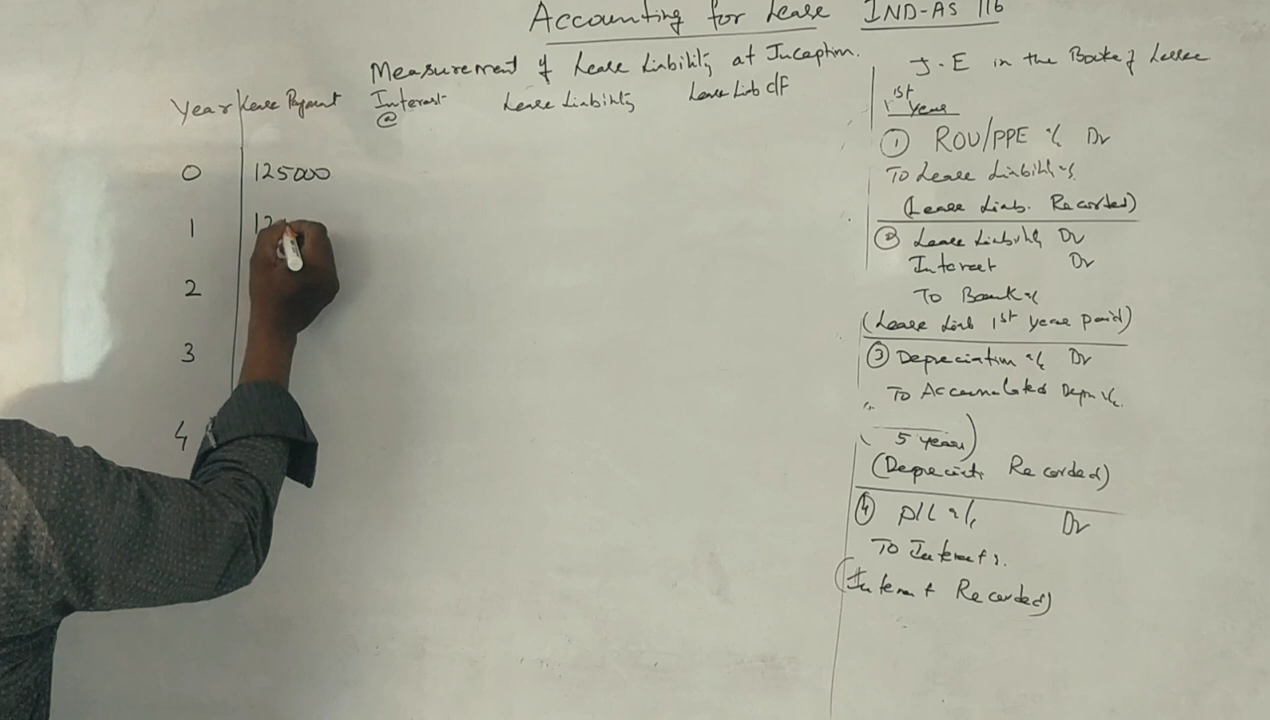 Accounting for Lease IND-AS 116
Measurement of Lease Liability at Inception.
Year Lease Payment Interest Lease Liability Lease Liab c/f
@
0 125000
1 12
2
3
4
J.E in the Books of Lessee
1st Year
① ROU/PPE a/c Dr
To Lease Liability a/c
(Lease Liab. Recorded)
② Lease Liability Dr
Interest Dr
To Bank a/c
(Lease Liab 1st year paid)
③ Depreciation a/c Dr
To Accumulated Depn a/c.
( 5 years)
(Depreciati Recorded)
④ P/L a/c Dr
To Interest a/c.
(Interest Recorded)